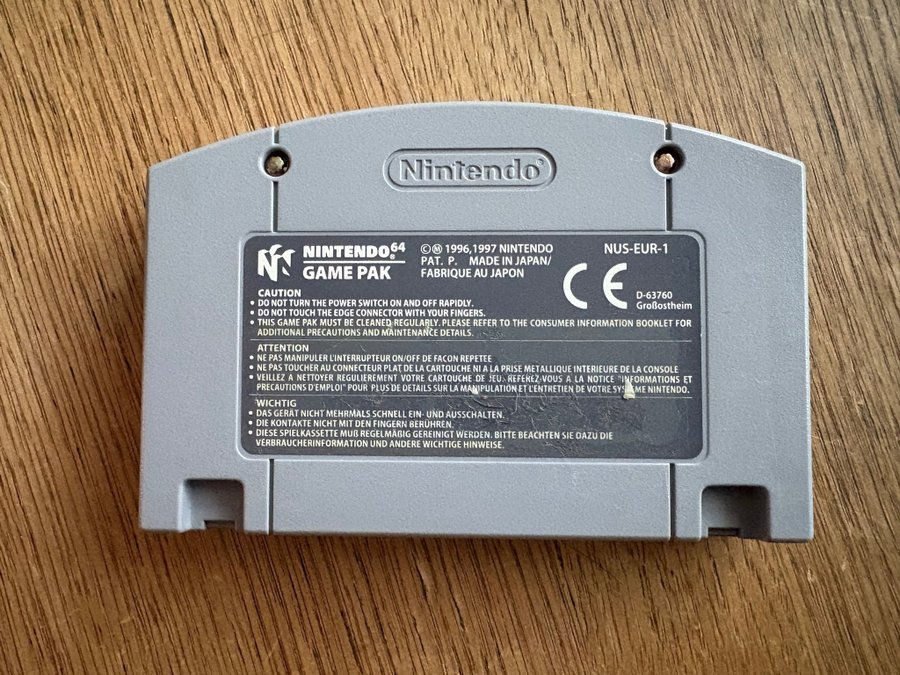 Nintendo®
NINTENDO⁶⁴®
GAME PAK
©Ⓜ 1996,1997 NINTENDO
PAT. P. MADE IN JAPAN/
FABRIQUE AU JAPON
NUS-EUR-1
CE
D-63760
Großostheim
CAUTION
• DO NOT TURN THE POWER SWITCH ON AND OFF RAPIDLY.
• DO NOT TOUCH THE EDGE CONNECTOR WITH YOUR FINGERS.
• THIS GAME PAK MUST BE CLEANED REGULARLY. PLEASE REFER TO THE CONSUMER INFORMATION BOOKLET FOR
ADDITIONAL PRECAUTIONS AND MAINTENANCE DETAILS.
ATTENTION
• NE PAS MANIPULER L'INTERRUPTEUR ON/OFF DE FACON REPETEE
• NE PAS TOUCHER AU CONNECTEUR PLAT DE LA CARTOUCHE NI A LA PRISE METALLIQUE INTERIEURE DE LA CONSOLE
• VEILLEZ A NETTOYER REGULIEREMENT VOTRE CARTOUCHE DE JEU. REFEREZ-VOUS A LA NOTICE "INFORMATIONS ET
PRECAUTIONS D'EMPLOI" POUR PLUS DE DETAILS SUR LA MANIPULATION ET L'ENTRETIEN DE VOTRE SYSTEME NINTENDO.
WICHTIG
• DAS GERÄT NICHT MEHRMALS SCHNELL EIN- UND AUSSCHALTEN.
• DIE KONTAKTE NICHT MIT DEN FINGERN BERÜHREN.
• DIESE SPIELKASSETTE MUß REGELMÄßIG GEREINIGT WERDEN. BITTE BEACHTEN SIE DAZU DIE
VERBRAUCHERINFORMATION UND ANDERE WICHTIGE HINWEISE.